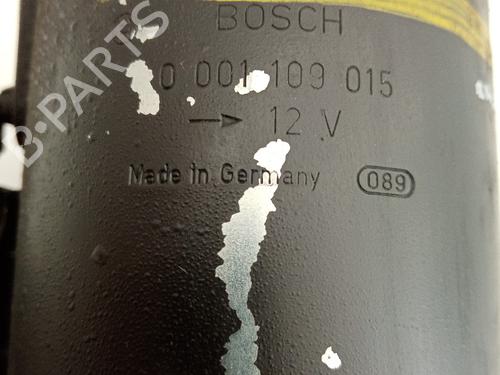 BOSCH
0 001 109 015
→ 12 V
Made in Germany 089
B-PARTS